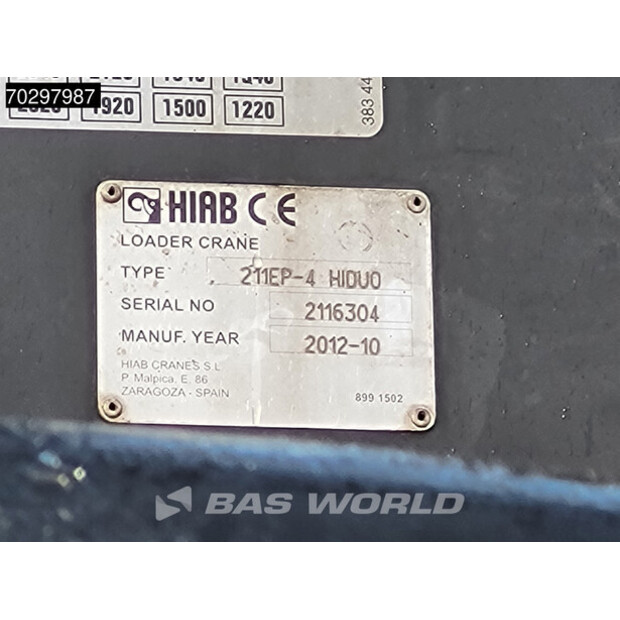 70297987
1920 1500 1220
383 44
HIAB CE
LOADER CRANE
TYPE 211EP-4 HIDUO
SERIAL NO 2116304
MANUF. YEAR 2012-10
HIAB CRANES S.L
P. Malpica, E, 86
ZARAGOZA - SPAIN
899 1502
BAS WORLD